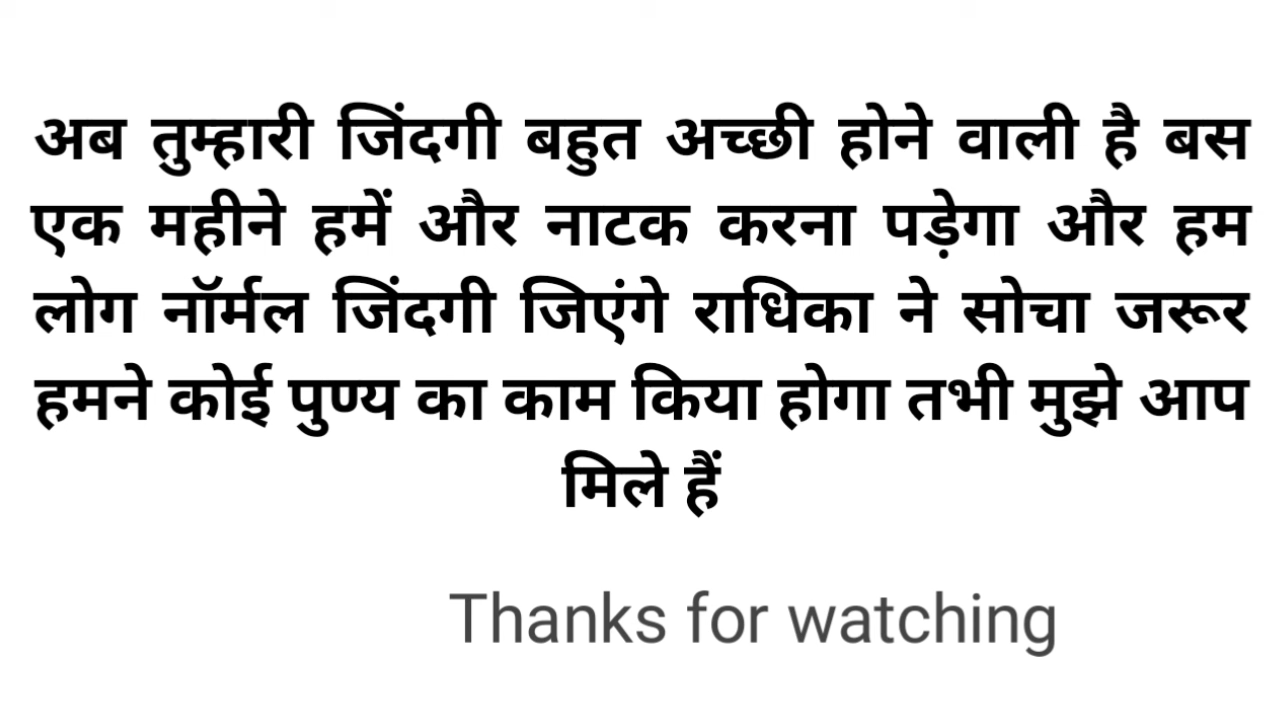 अब तुम्हारी जिंदगी बहुत अच्छी होने वाली है बस
एक महीने हमें और नाटक करना पड़ेगा और हम
लोग नॉर्मल जिंदगी जिएंगे राधिका ने सोचा जरूर
हमने कोई पुण्य का काम किया होगा तभी मुझे आप
मिले हैं
Thanks for watching